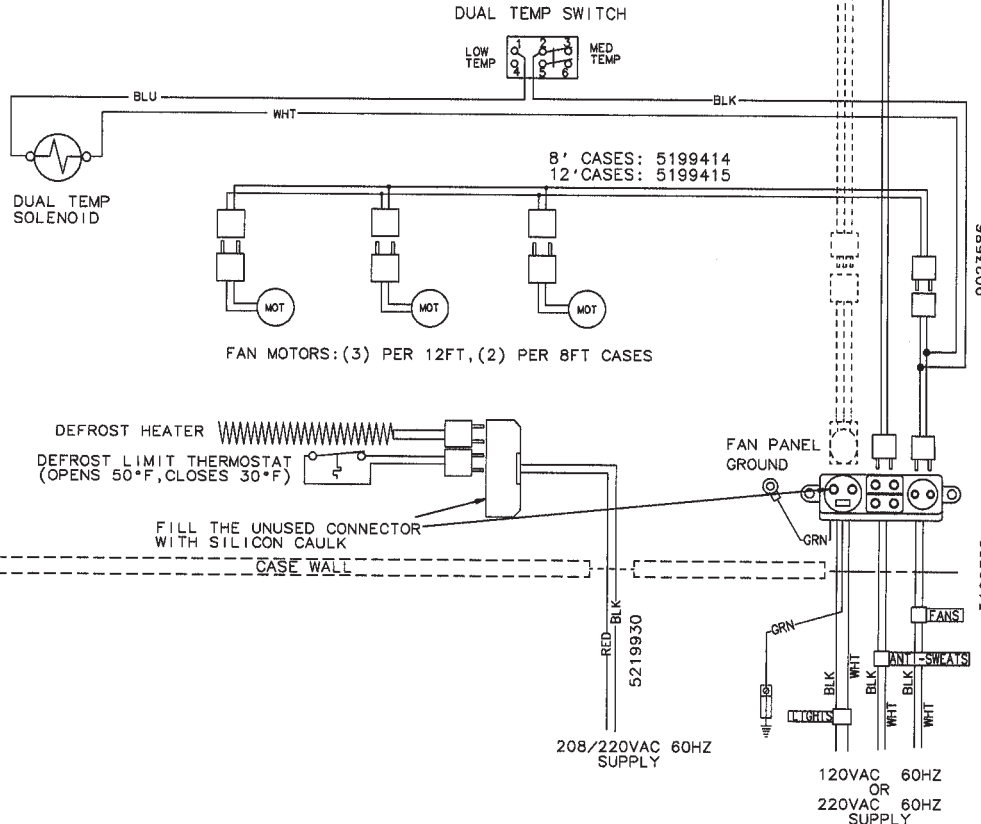 DUAL TEMP SWITCH
LOW TEMP
1 2 3
4 5 6
MED TEMP
BLU
BLK
WHT
8' CASES: 5199414
12'CASES: 5199415
DUAL TEMP
SOLENOID
MOT
MOT
MOT
FAN MOTORS:(3) PER 12FT,(2) PER 8FT CASES
DEFROST HEATER
DEFROST LIMIT THERMOSTAT
(OPENS 50°F,CLOSES 30°F)
FAN PANEL
GROUND
FILL THE UNUSED CONNECTOR
WITH SILICON CAULK
GRN
CASE WALL
RED
BLK
5219930
GRN
FANS
ANTI-SWEATS
LIGHTS
BLK
WHT
BLK
WHT
BLK
WHT
208/220VAC 60HZ
SUPPLY
120VAC 60HZ
OR
220VAC 60HZ
SUPPLY